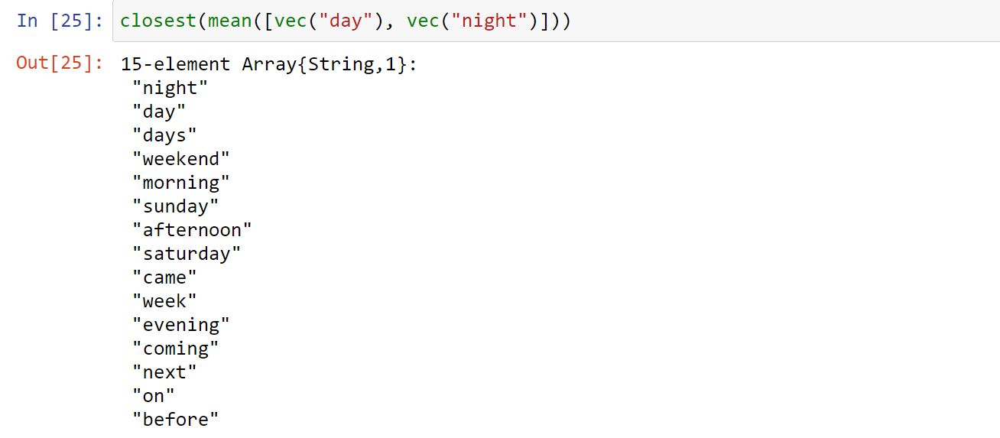 In [25]: closest(mean([vec("day"), vec("night")]))
Out[25]: 15-element Array{String,1}:
"night"
"day"
"days"
"weekend"
"morning"
"sunday"
"afternoon"
"saturday"
"came"
"week"
"evening"
"coming"
"next"
"on"
"before"